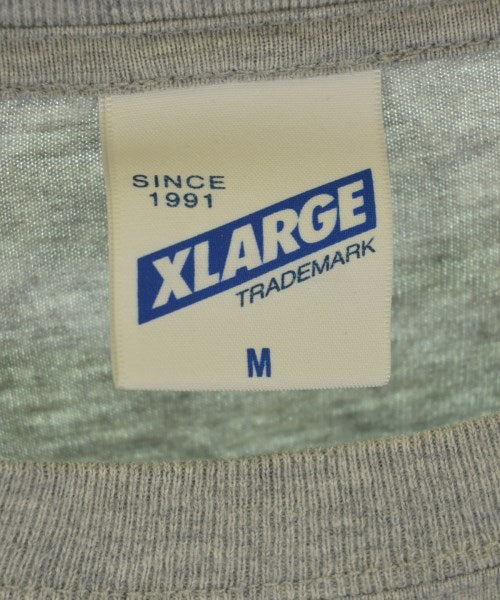 SINCE
1991
XLARGE
TRADEMARK
M